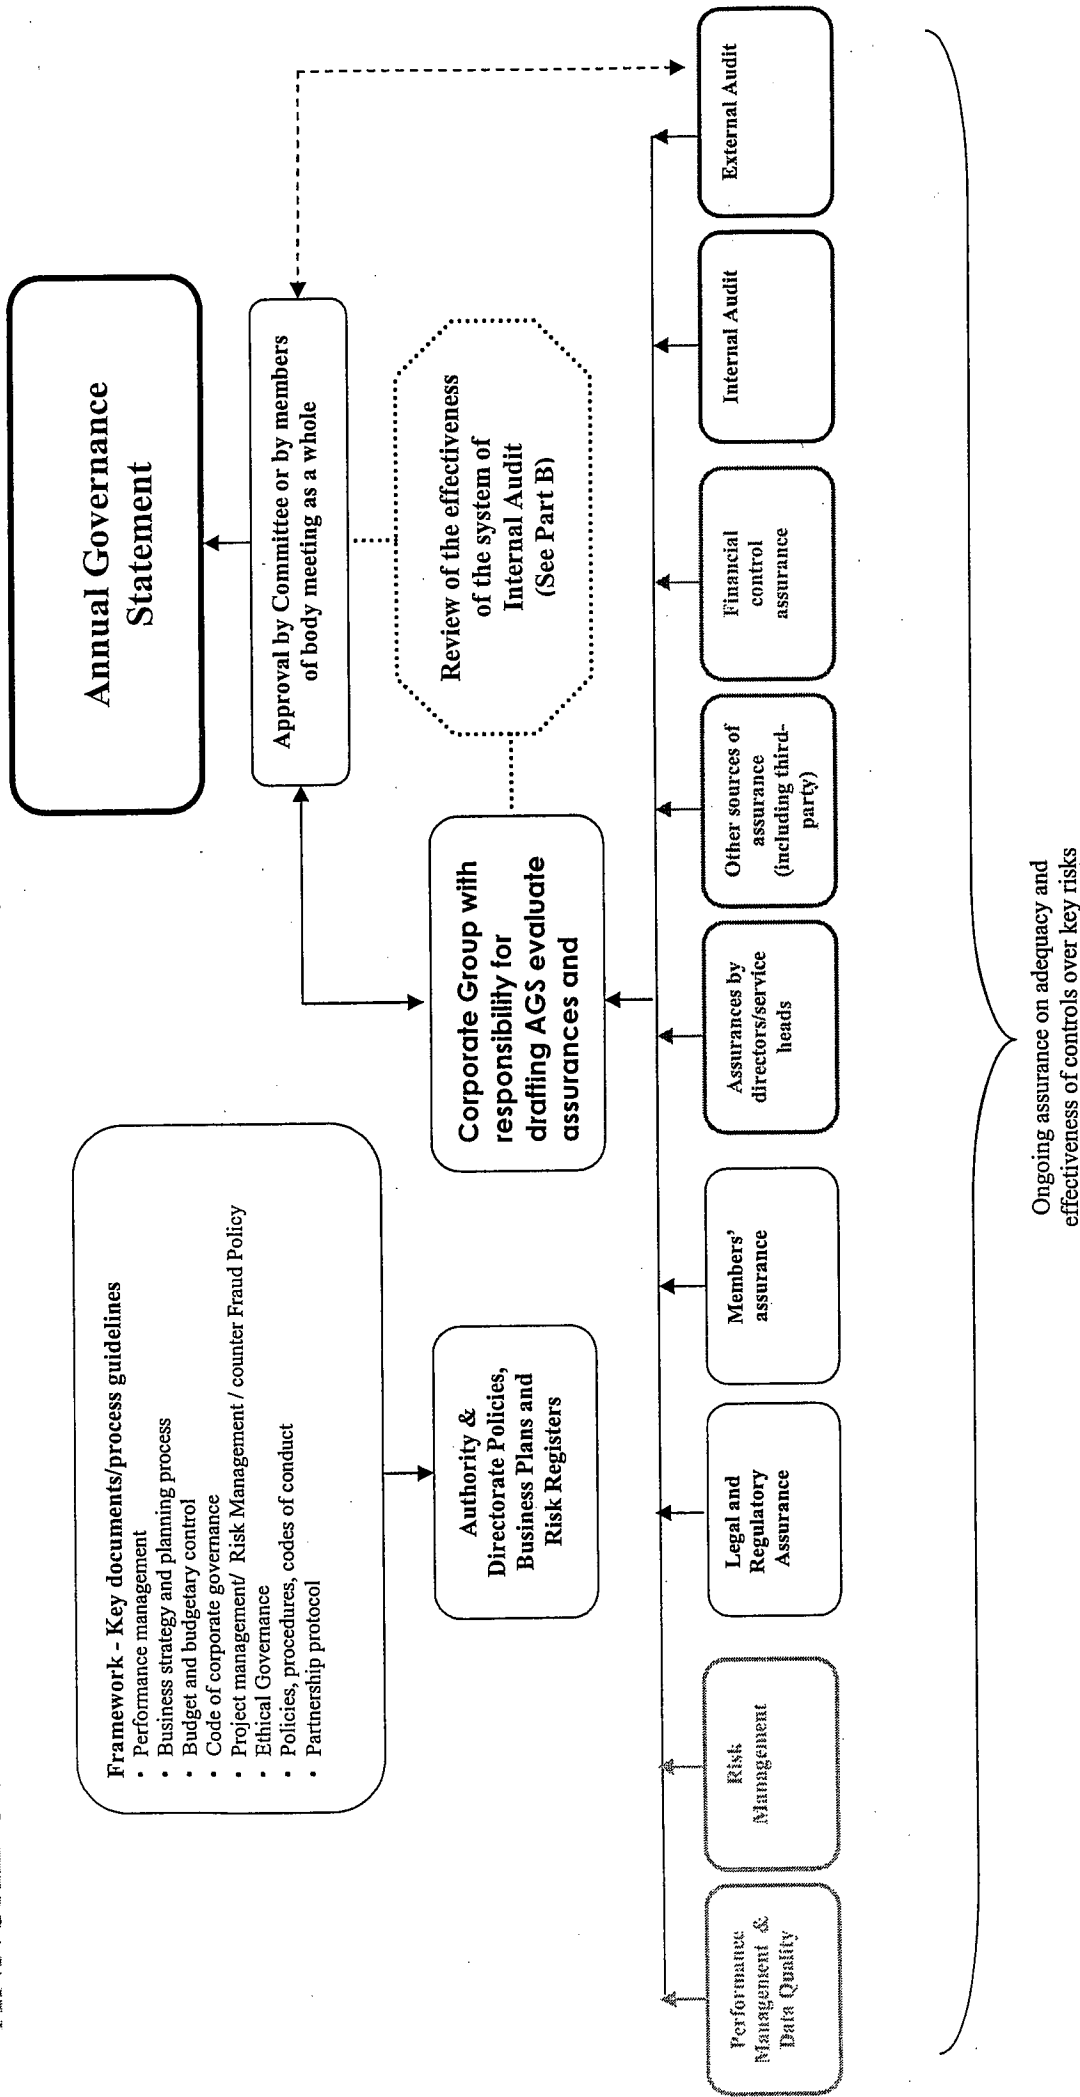 Annual Governance
Statement
Approval by Committee or by members
of body meeting as a whole
Framework - Key documents/process guidelines
• Performance management
• Business strategy and planning process
• Budget and budgetary control
• Code of corporate governance
• Project management/ Risk Management / counter Fraud Policy
• Ethical Governance
• Policies, procedures, codes of conduct
• Partnership protocol
Review of the effectiveness
of the system of
Internal Audit
(See Part B)
Authority &
Directorate Policies,
Business Plans and
Risk Registers
Corporate Group with
responsibility for
drafting AGS evaluate
assurances and
Performance
Management &
Data Quality
Risk
Management
Legal and
Regulatory
Assurance
Members'
assurance
Assurances by
directors/service
heads
Other sources of
assurance
(including third-
party)
Financial
control
assurance
Internal Audit
External Audit
Ongoing assurance on adequacy and
effectiveness of controls over key risks